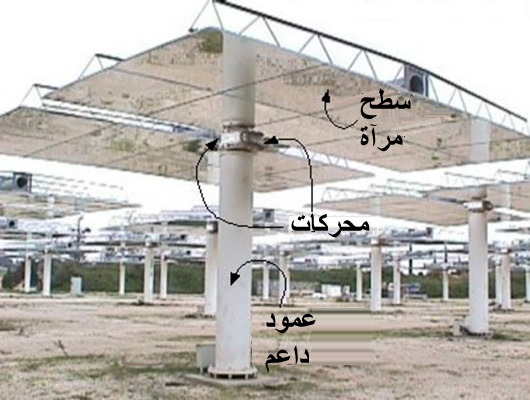 سطح
مرآة
محركات
عمود
داعم